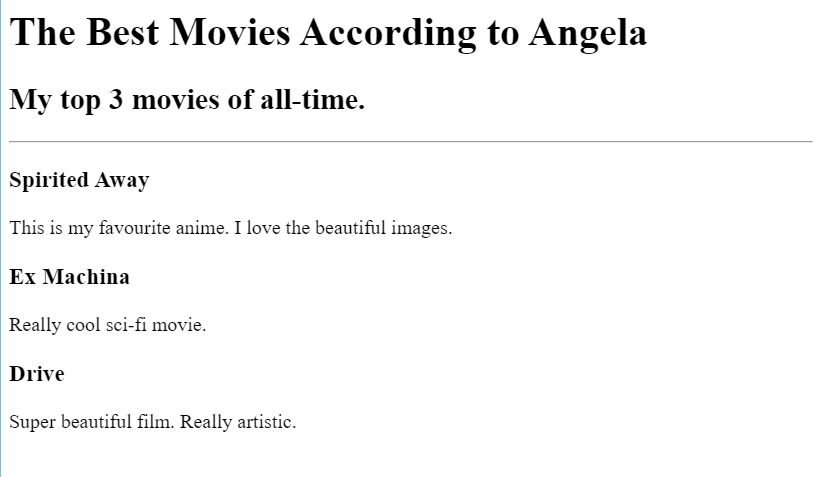 The Best Movies According to Angela
My top 3 movies of all-time.
Spirited Away
This is my favourite anime. I love the beautiful images.
Ex Machina
Really cool sci-fi movie.
Drive
Super beautiful film. Really artistic.